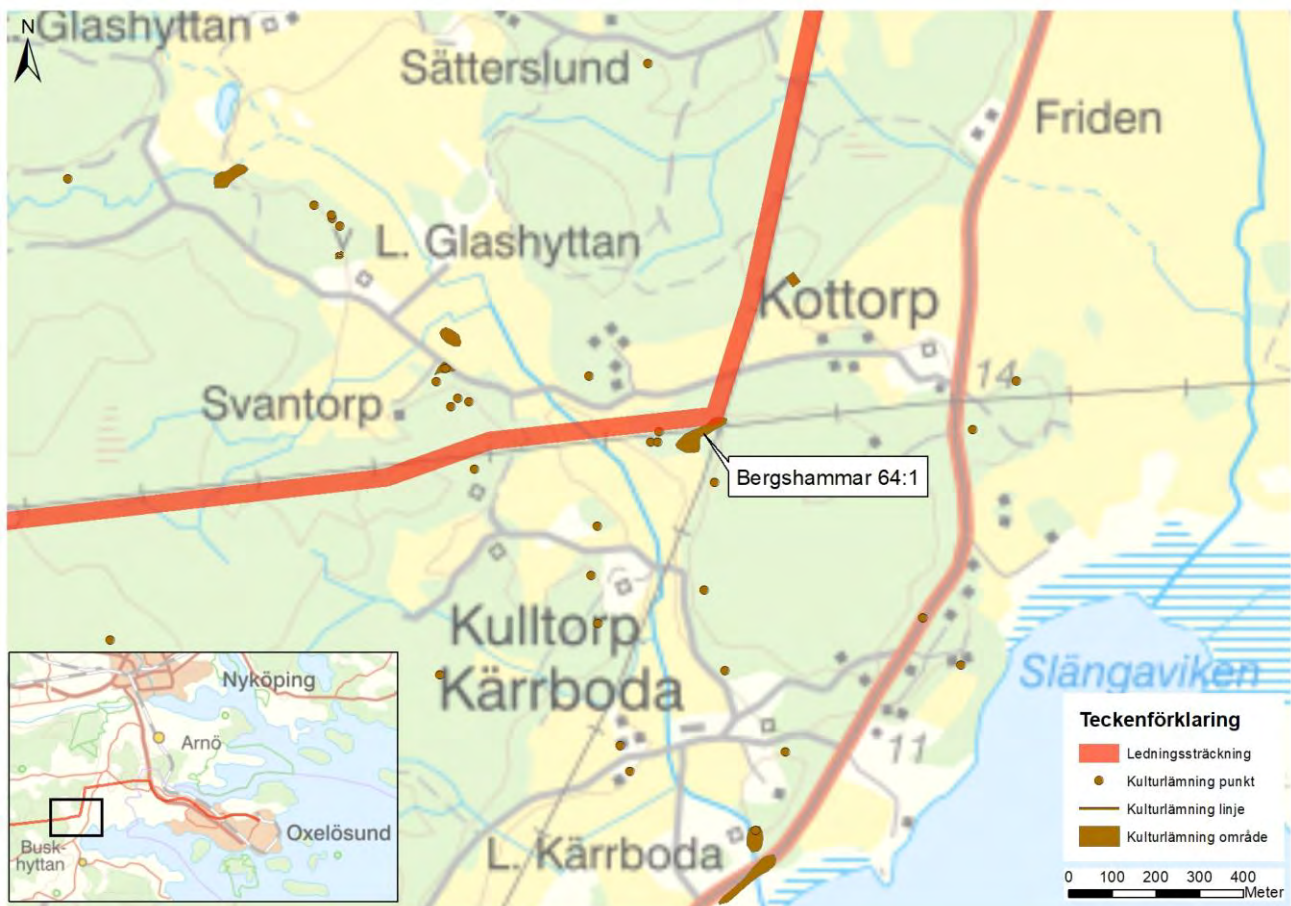 Glashyttan
N
Sätterslund
Friden
L. Glashyttan
Kottorp
14
Svantorp
Bergshammar 64:1
Kulltorp
Kärrboda
Slängaviken
11
L. Kärrboda
Nyköping
Arnö
Oxelösund
Busk-
hyttan
Teckenförklaring
Ledningssträckning
Kulturlämning punkt
Kulturlämning linje
Kulturlämning område
0 100 200 300 400
Meter